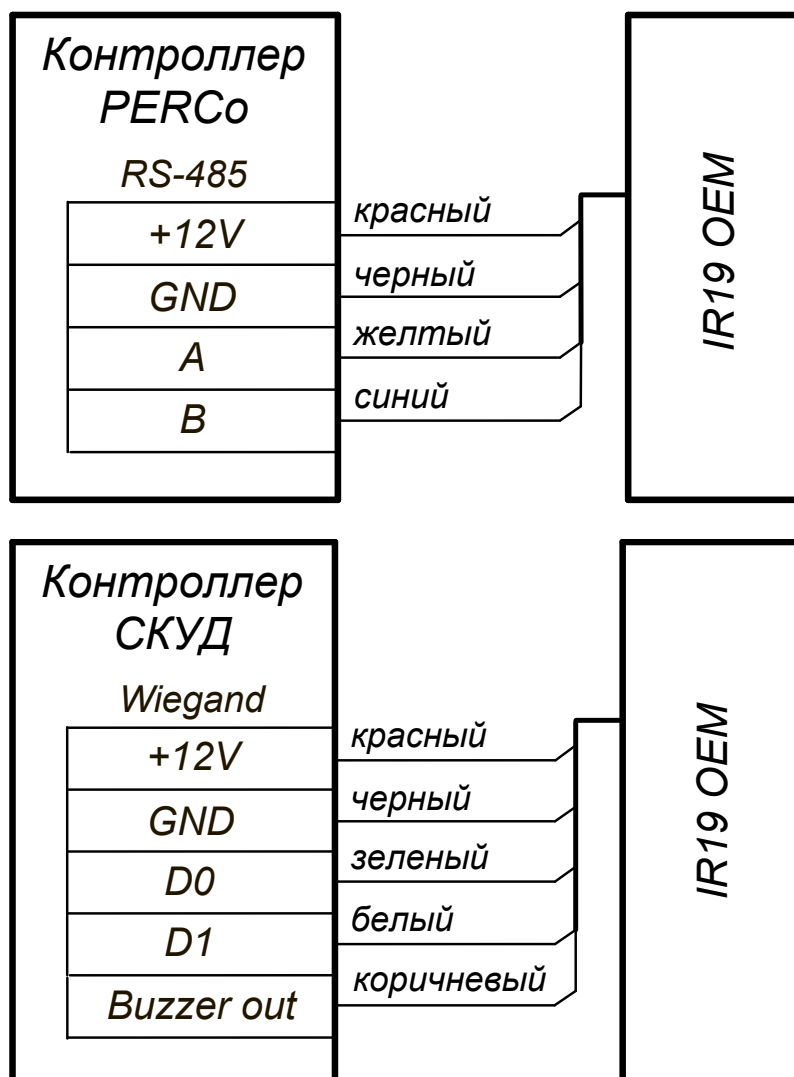 Контроллер
PERCo
RS-485
+12V
красный
GND
черный
A
желтый
B
синий
IR19 OEM
Контроллер
СКУД
Wiegand
+12V
красный
GND
черный
D0
зеленый
D1
белый
Buzzer out
коричневый
IR19 OEM